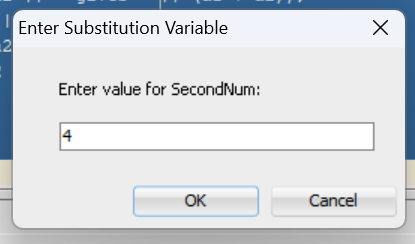 Enter Substitution Variable
Enter value for SecondNum:
4
OK
Cancel